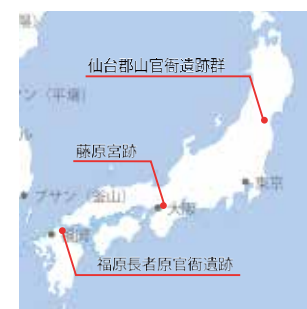 仙台郡山官衙遺跡群
(平壌)
藤原宮跡
東京
プサン (釜山)
大阪
福岡
福原長者原官衙遺跡